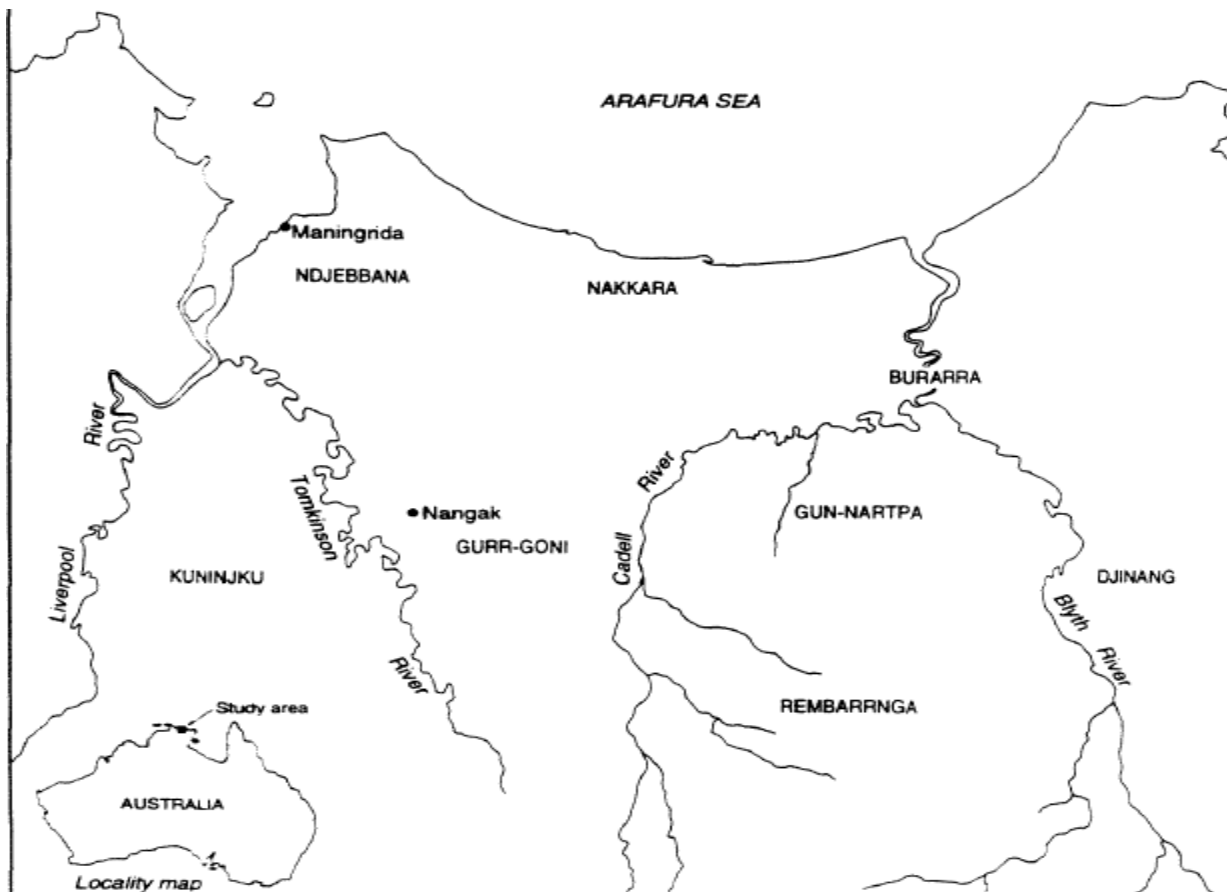 ARAFURA SEA
Maningrida
NDJEBBANA
NAKKARA
BURARRA
River
River
Tomkinson
Nangak
GUN-NARTPA
GURR-GONI
Cadell
Liverpool
KUNINJKU
DJINANG
Blyth
River
River
Study area
REMBARRNGA
AUSTRALIA
Locality map